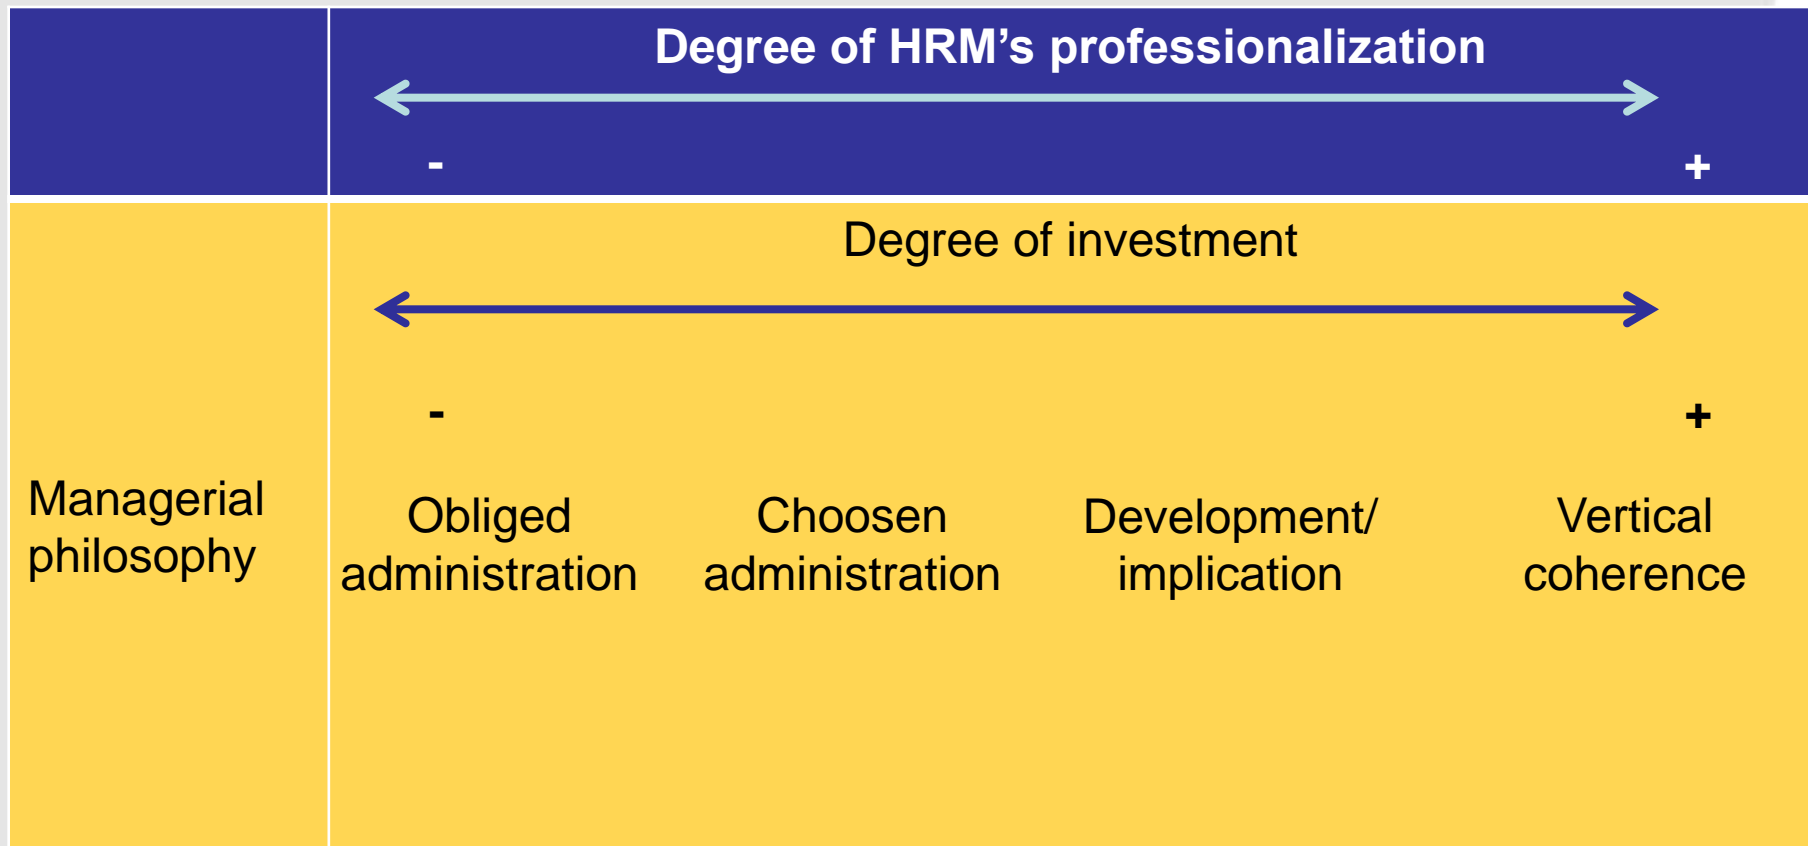 Degree of HRM’s professionalization
- +
Degree of investment
- +
Managerial
philosophy
Obliged
administration
Choosen
administration
Development/
implication
Vertical
coherence